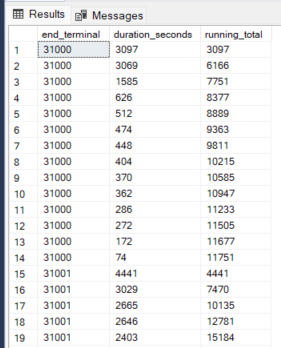 Results Messages
end_terminal duration_seconds running_total
1 31000 3097 3097
2 31000 3069 6166
3 31000 1585 7751
4 31000 626 8377
5 31000 512 8889
6 31000 474 9363
7 31000 448 9811
8 31000 404 10215
9 31000 370 10585
10 31000 362 10947
11 31000 286 11233
12 31000 272 11505
13 31000 172 11677
14 31000 74 11751
15 31001 4441 4441
16 31001 3029 7470
17 31001 2665 10135
18 31001 2646 12781
19 31001 2403 15184